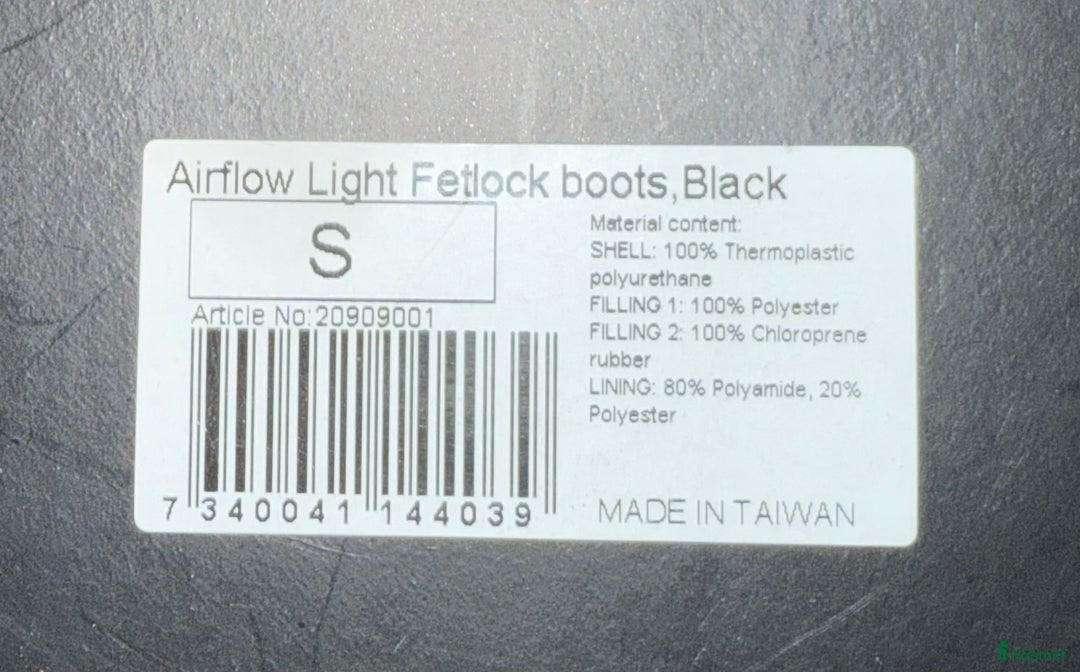 Airflow Light Fetlock boots,Black
S
Article No:20909001
7 340041 144039
Material content:
SHELL: 100% Thermoplastic
polyurethane
FILLING 1: 100% Polyester
FILLING 2: 100% Chloroprene
rubber
LINING: 80% Polyamide, 20%
Polyester
MADE IN TAIWAN